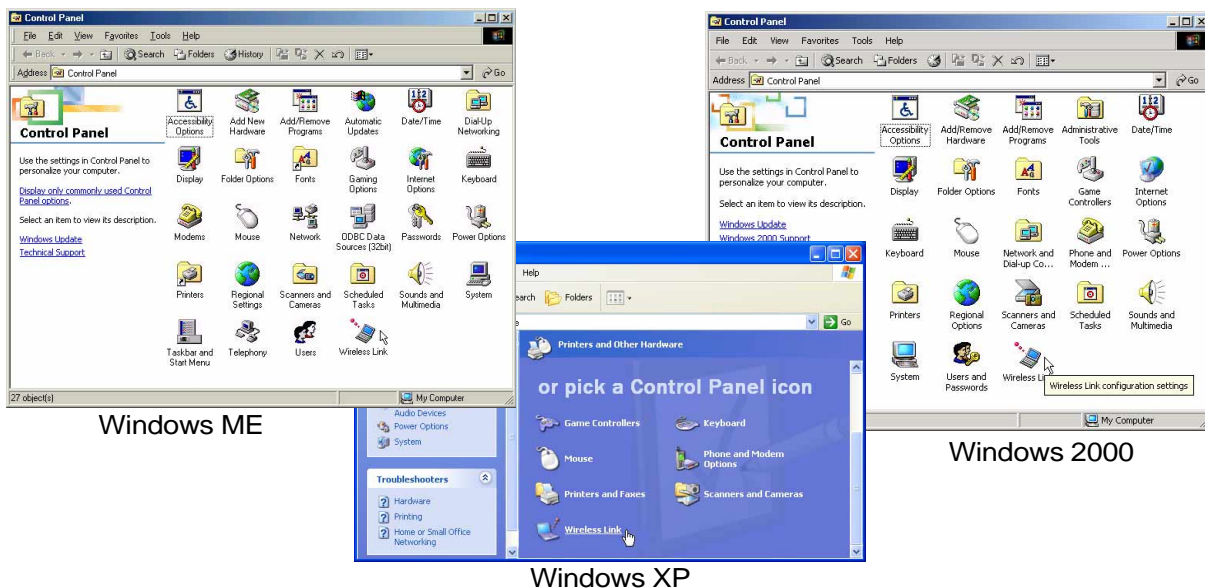 Control Panel
File Edit View Favorites Tools Help
Back Search Folders History
Address Control Panel Go
Control Panel
Use the settings in Control Panel to
personalize your computer.
Display only commonly used Control
Panel options.
Select an item to view its description.
Windows Update
Technical Support
Accessibility Options
Add New Hardware
Add/Remove Programs
Automatic Updates
Date/Time
Dial-Up Networking
Display
Folder Options
Fonts
Gaming Options
Internet Options
Keyboard
Modems
Mouse
Network
ODBC Data Sources (32bit)
Passwords
Power Options
Printers
Regional Settings
Scanners and Cameras
Scheduled Tasks
Sounds and Multimedia
System
Taskbar and Start Menu
Telephony
Users
Wireless Link
27 object(s) My Computer
Windows ME
Control Panel
File Edit View Favorites Tools Help
Back Search Folders
Address Control Panel Go
Control Panel
Use the settings in Control Panel to
personalize your computer.
Select an item to view its description.
Windows Update
Windows 2000 Support
Accessibility Options
Add/Remove Hardware
Add/Remove Programs
Administrative Tools
Date/Time
Display
Folder Options
Fonts
Game Controllers
Internet Options
Keyboard
Mouse
Network and Dial-up Co...
Phone and Modem ...
Power Options
Printers
Regional Options
Scanners and Cameras
Scheduled Tasks
Sounds and Multimedia
System
Users and Passwords
Wireless
Wireless Link configuration settings
My Computer
Windows 2000
Help
Folders
Go
Printers and Other Hardware
or pick a Control Panel icon
Game Controllers
Keyboard
Mouse
Phone and Modem Options
Printers and Faxes
Scanners and Cameras
Wireless Link
Audio Devices
Power Options
System
Troubleshooters
Hardware
Printing
Home or Small Office
Networking
Windows XP